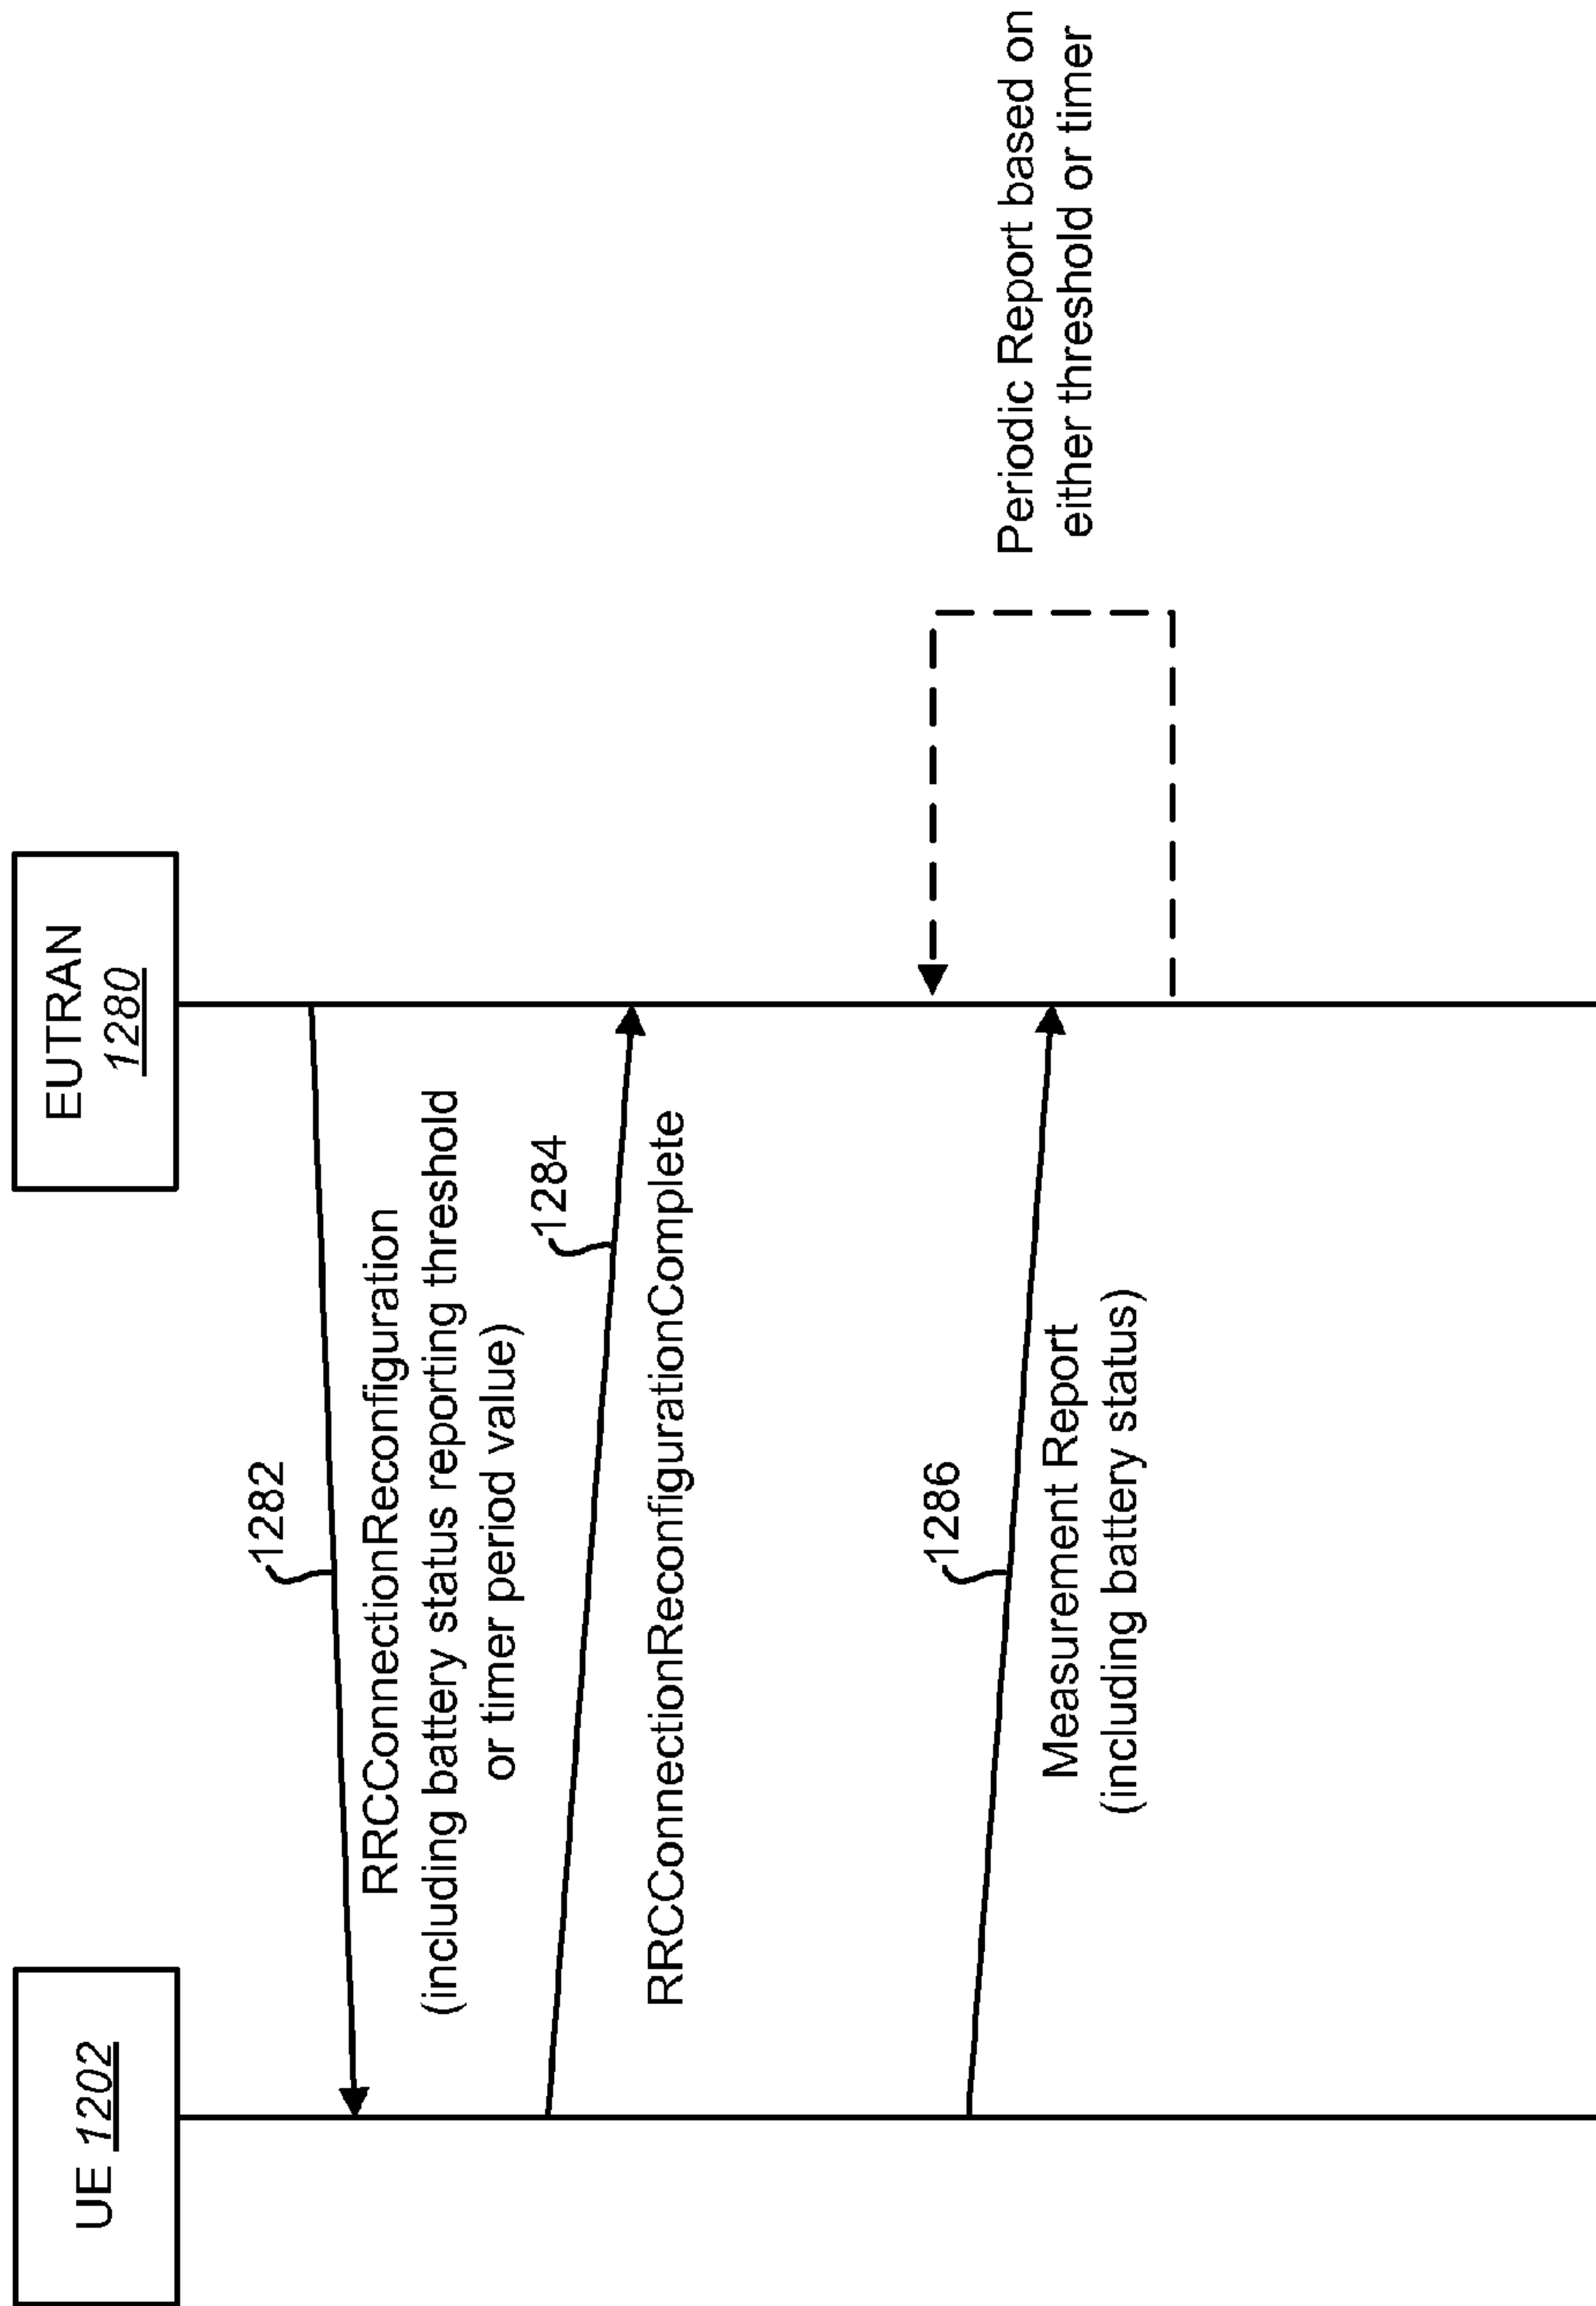 UE 1202
EUTRAN
1280
1282
RRCConnectionReconfiguration
(including battery status reporting threshold
or timer period value)
1284
RRCConnectionReconfigurationComplete
1286
Measurement Report
(including battery status)
Periodic Report based on
either threshold or timer